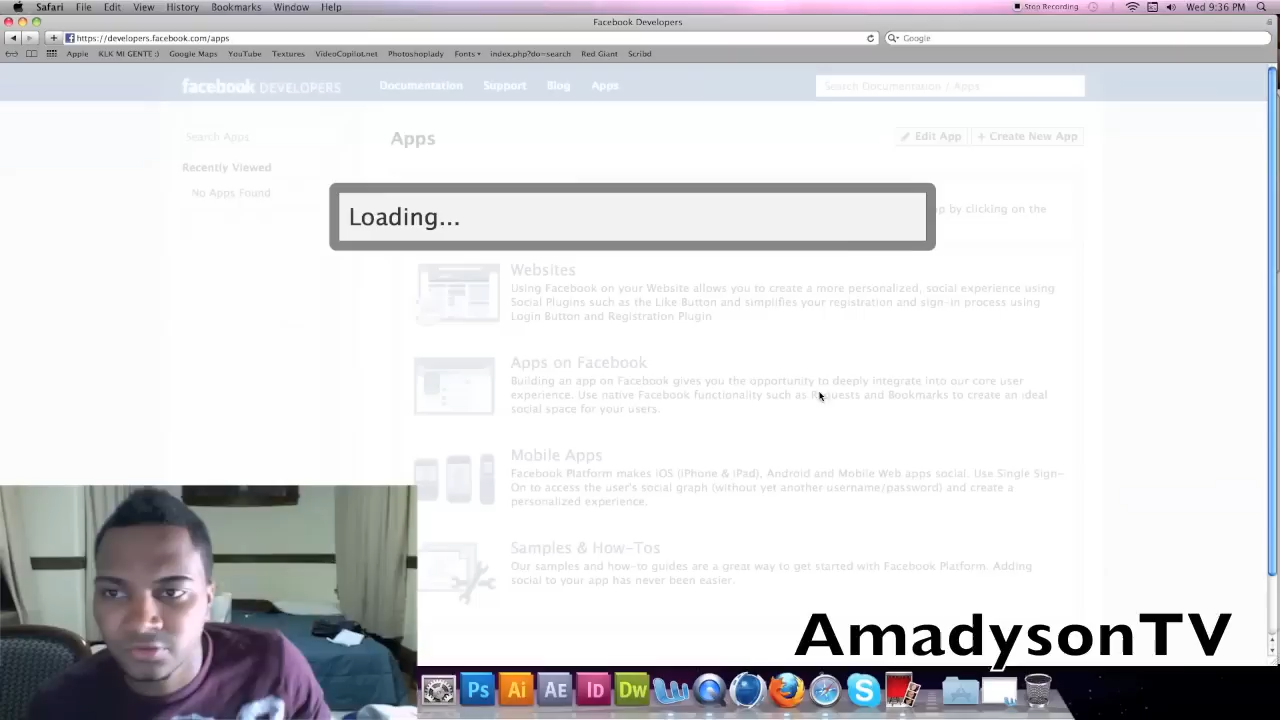 Safari File Edit View History Bookmarks Window Help Stop Recording Wed 9:36 PM
Facebook Developers
https://developers.facebook.com/apps Google
Apple KLK MI GENTE :) Google Maps YouTube Textures VideoCopilot.net Photoshoplady Fonts index.php?do=search Red Giant Scribd
facebook DEVELOPERS Documentation Support Blog Apps Search Documentation / Apps
Search Apps
Apps
Edit App + Create New App
Recently Viewed
No Apps Found
Loading...
p by clicking on the
Websites
Using Facebook on your Website allows you to create a more personalized, social experience using
Social Plugins such as the Like Button and simplifies your registration and sign-in process using
Login Button and Registration Plugin
Apps on Facebook
Building an app on Facebook gives you the opportunity to deeply integrate into our core user
experience. Use native Facebook functionality such as Requests and Bookmarks to create an ideal
social space for your users.
Mobile Apps
Facebook Platform makes iOS (iPhone & iPad), Android and Mobile Web apps social. Use Single Sign-
On to access the user's social graph (without yet another username/password) and create a
personalized experience.
Samples & How-Tos
Our samples and how-to guides are a great way to get started with Facebook Platform. Adding
social to your app has never been easier.
AmadysonTV
Ps Ai Ae Id Dw